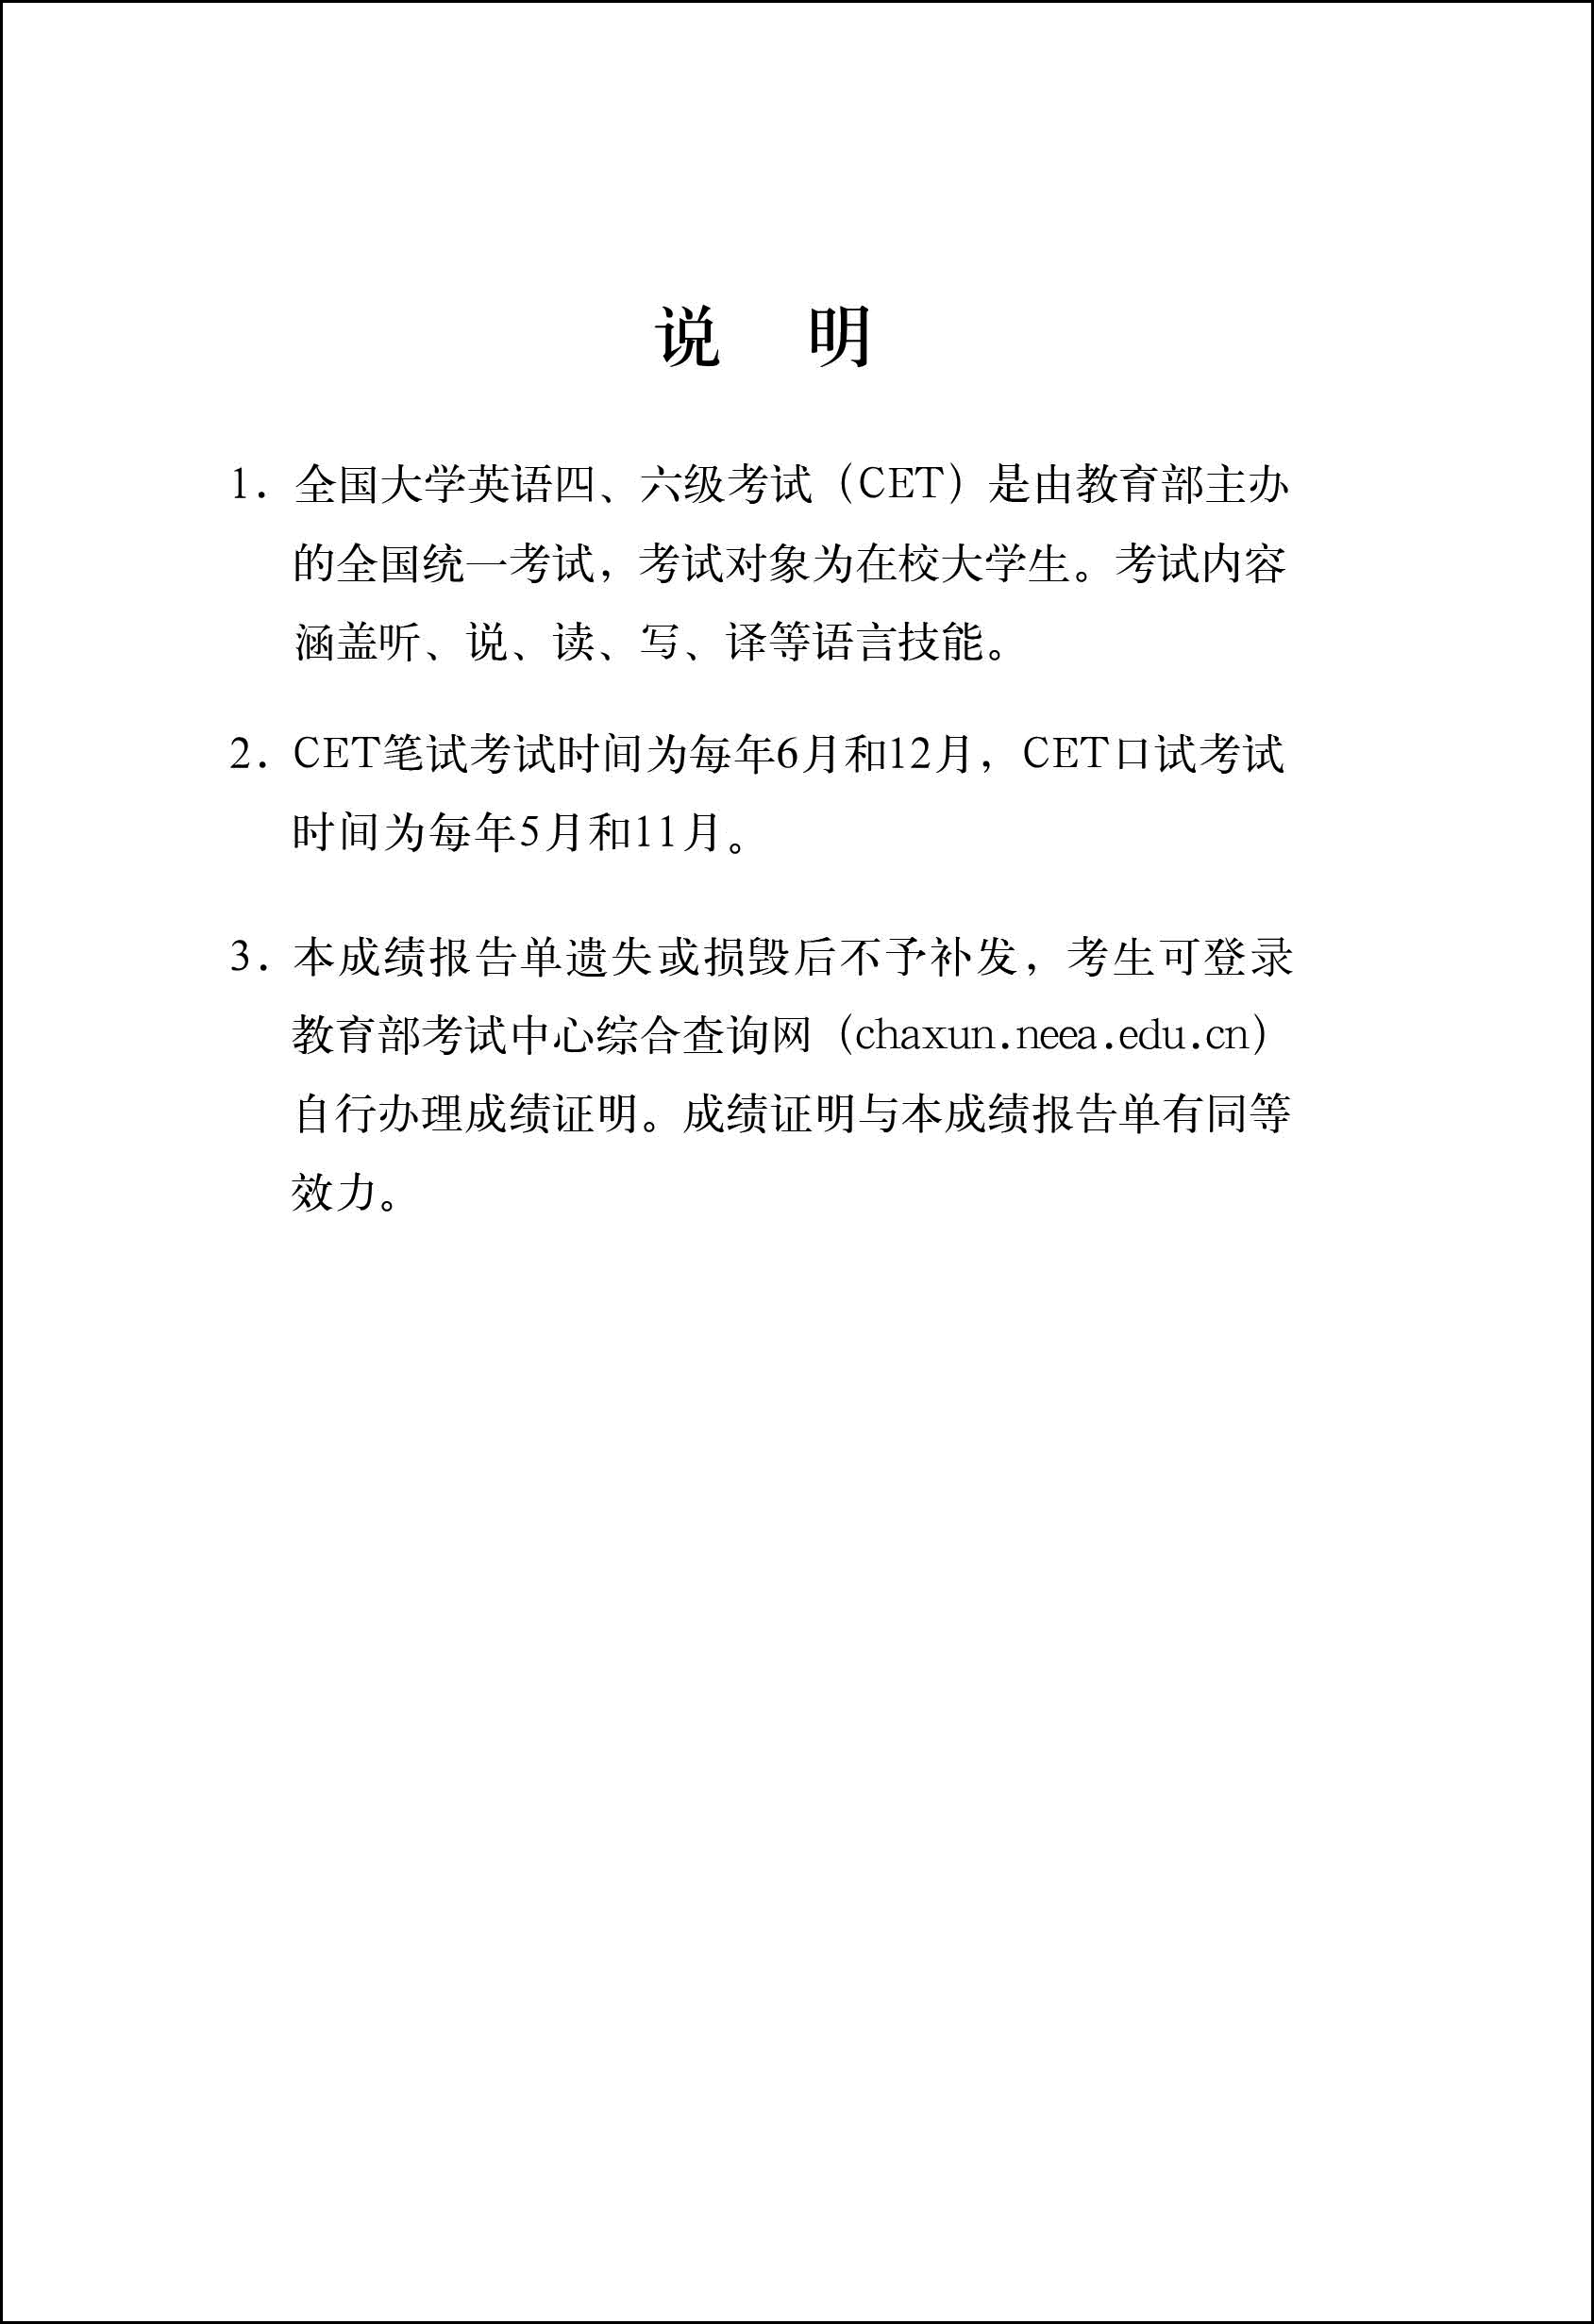 说 明
1. 全国大学英语四、六级考试（CET）是由教育部主办
的全国统一考试，考试对象为在校大学生。考试内容
涵盖听、说、读、写、译等语言技能。
2. CET笔试考试时间为每年6月和12月，CET口试考试
时间为每年5月和11月。
3. 本成绩报告单遗失或损毁后不予补发，考生可登录
教育部考试中心综合查询网（chaxun.neea.edu.cn）
自行办理成绩证明。成绩证明与本成绩报告单有同等
效力。